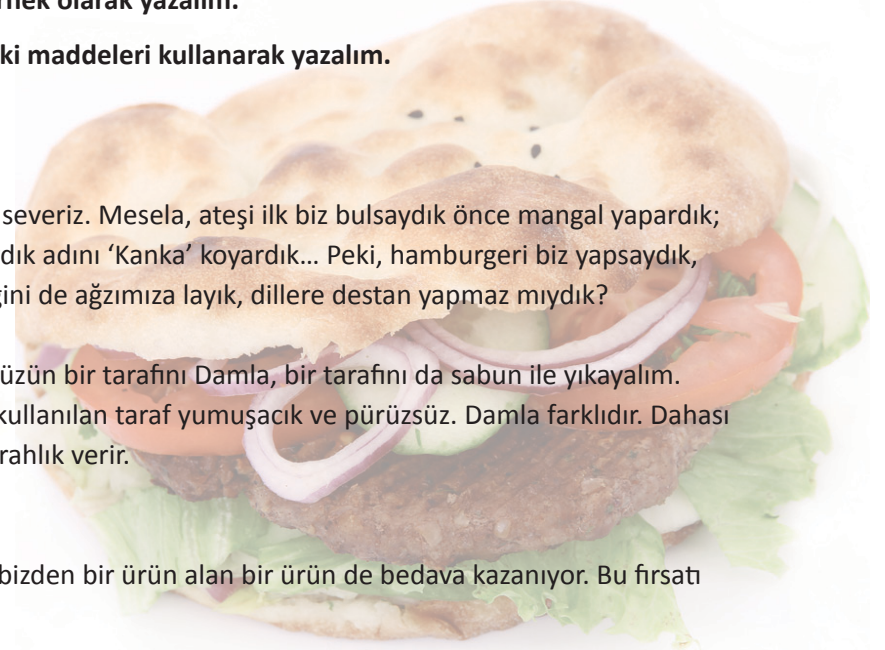 rnek olarak yazalım.
ki maddeleri kullanarak yazalım.
severiz. Mesela, ateşi ilk biz bulsaydık önce mangal yapardık;
dık adını ‘Kanka’ koyardık... Peki, hamburgeri biz yapsaydık,
ğini de ağzımıza layık, dillere destan yapmaz mıydık?
üzün bir tarafını Damla, bir tarafını da sabun ile yıkayalım.
kullanılan taraf yumuşacık ve pürüzsüz. Damla farklıdır. Dahası
rahlık verir.
bizden bir ürün alan bir ürün de bedava kazanıyor. Bu fırsatı